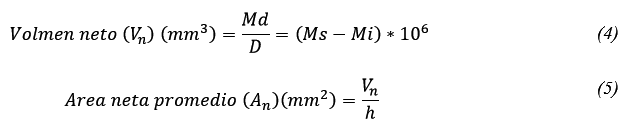 Volmen neto (Vₙ) (mm³) = Md/D = (Ms − Mi) * 10⁶ (4)
Area neta promedio (Aₙ)(mm²) = Vₙ/h (5)